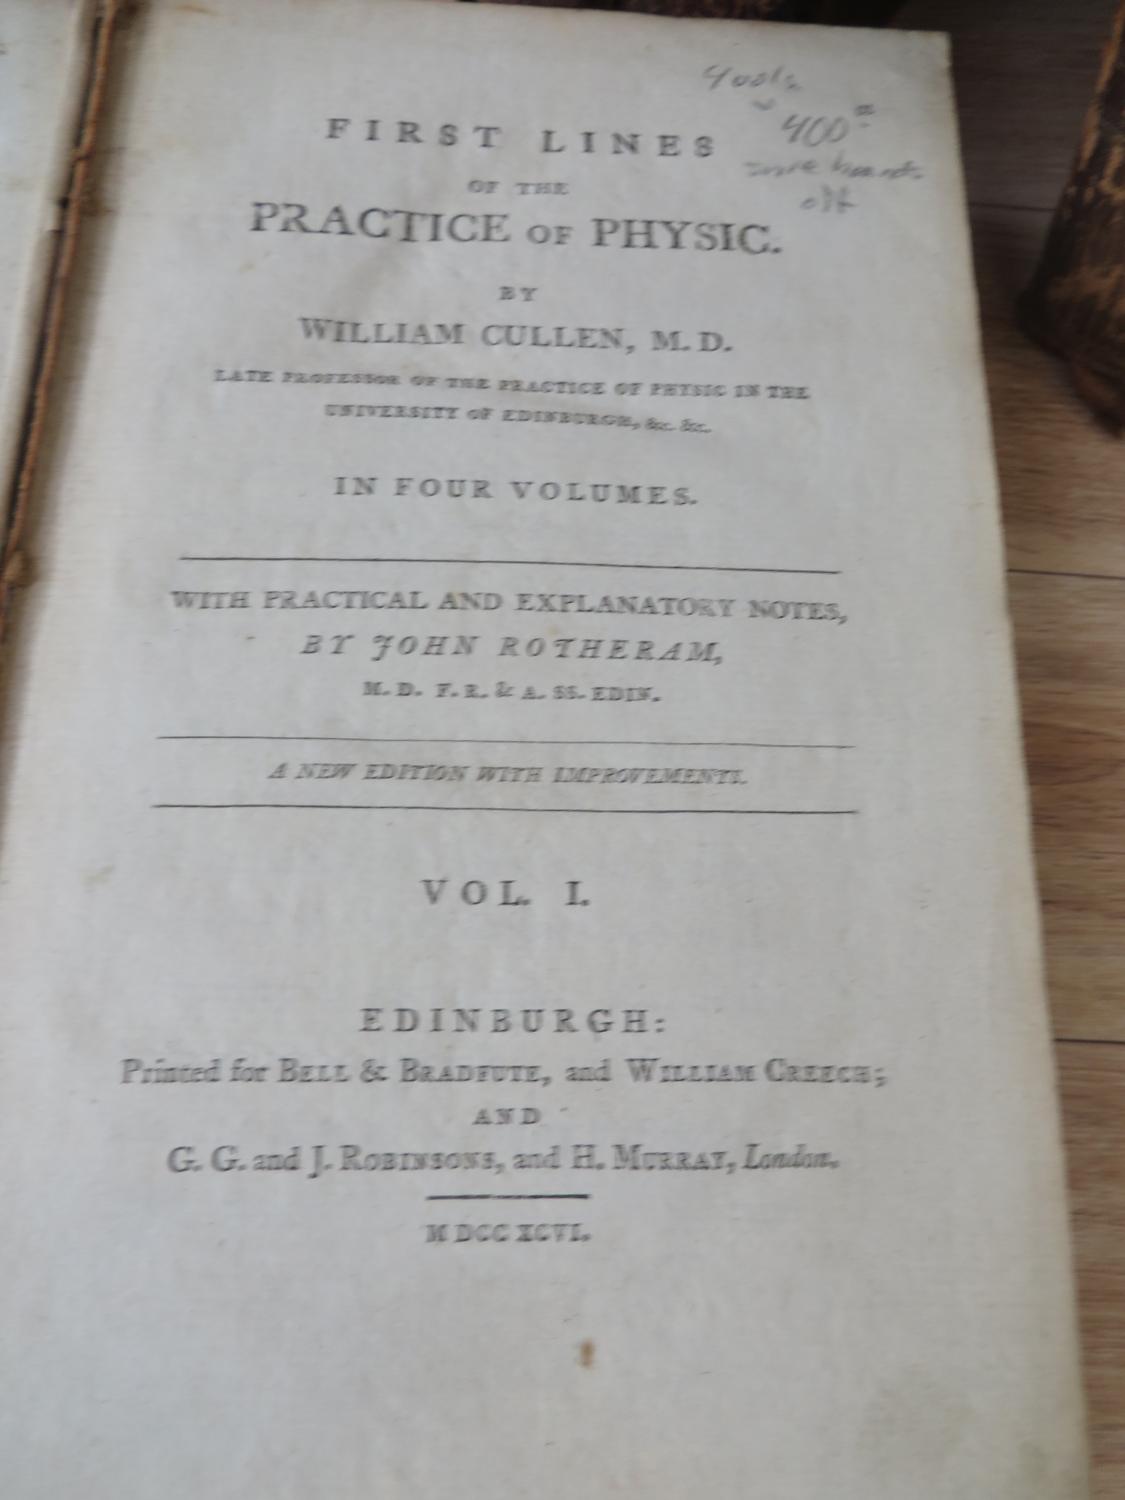 4 vols.
400
some boards
off
FIRST LINES
OF THE
PRACTICE OF PHYSIC.
BY
WILLIAM CULLEN, M. D.
LATE PROFESSOR OF THE PRACTICE OF PHYSIC IN THE
UNIVERSITY OF EDINBURGH, &c. &c.
IN FOUR VOLUMES.
WITH PRACTICAL AND EXPLANATORY NOTES,
BY JOHN ROTHERAM,
M. D. F. R. & A. SS. EDIN.
A NEW EDITION WITH IMPROVEMENTS.
VOL. I.
EDINBURGH:
Printed for BELL & BRADFUTE, and WILLIAM CREECH;
AND
G. G. and J. ROBINSONS, and H. MURRAY, London.
M DCC XCVI.